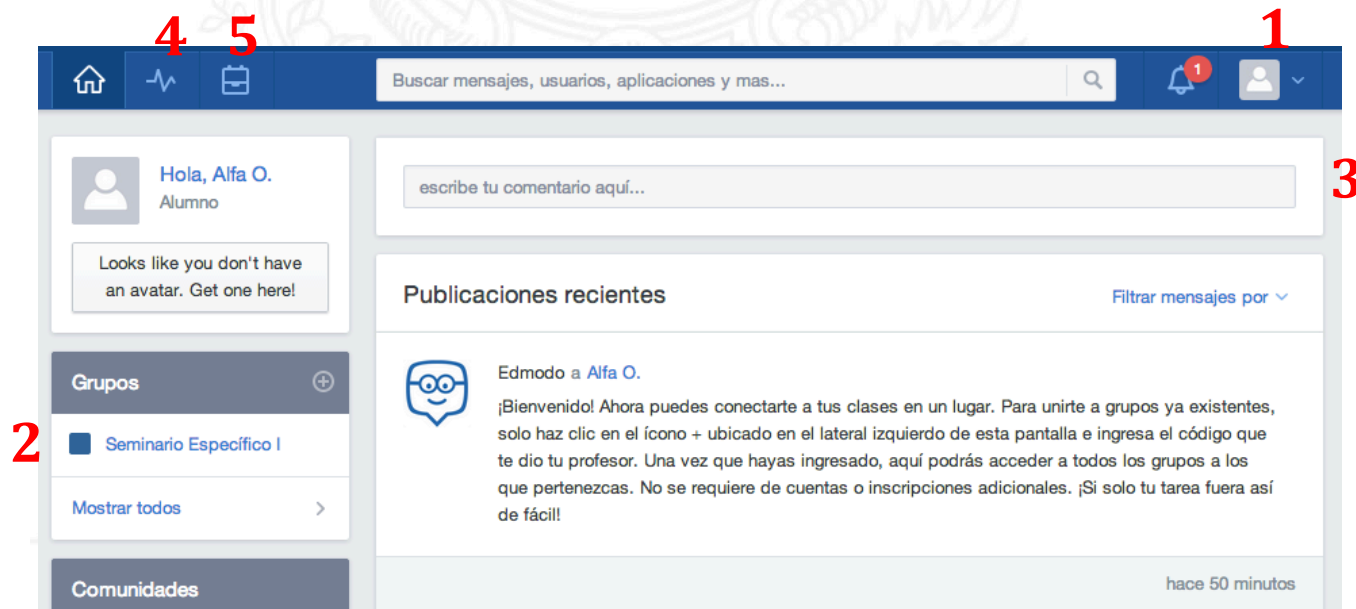 4
5
1
Buscar mensajes, usuarios, aplicaciones y mas...
1
Hola, Alfa O.
Alumno
escribe tu comentario aquí...
3
Looks like you don't have
an avatar. Get one here!
Publicaciones recientes
Filtrar mensajes por
Grupos
Edmodo a Alfa O.
¡Bienvenido! Ahora puedes conectarte a tus clases en un lugar. Para unirte a grupos ya existentes,
solo haz clic en el ícono + ubicado en el lateral izquierdo de esta pantalla e ingresa el código que
te dio tu profesor. Una vez que hayas ingresado, aquí podrás acceder a todos los grupos a los
que pertenezcas. No se requiere de cuentas o inscripciones adicionales. ¡Si solo tu tarea fuera así
de fácil!
2
Seminario Específico I
Mostrar todos
Comunidades
hace 50 minutos